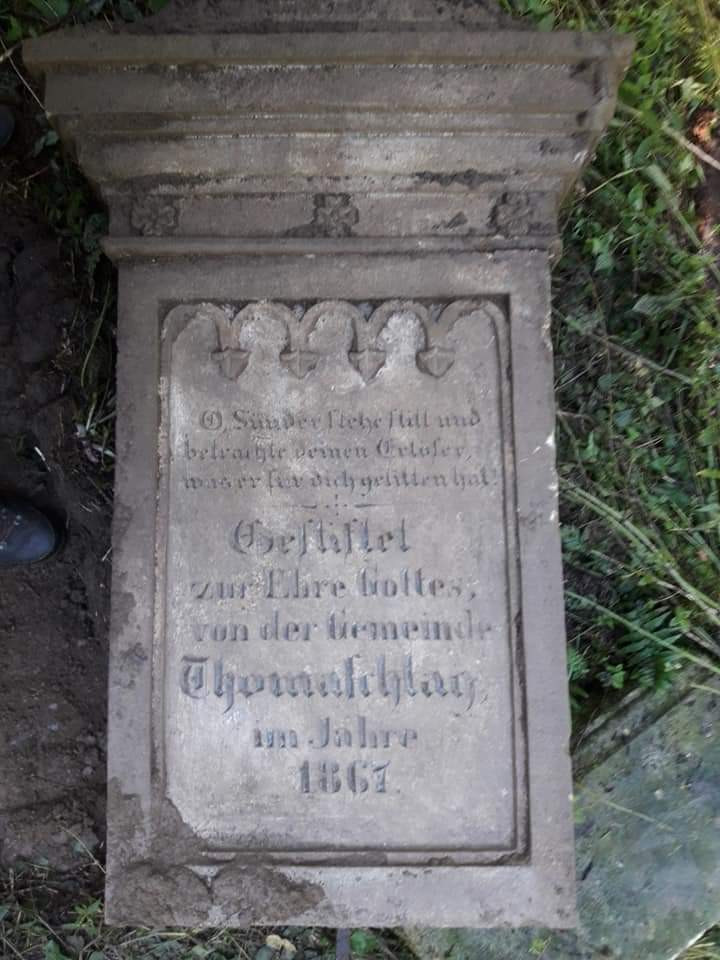 O, Sünder stehe still und
betrachte deinen Erlöser,
was er für dich gelitten hat!
Gestiftet
zur Ehre Gottes,
von der Gemeinde
Thomaschlag,
im Jahre
1867.